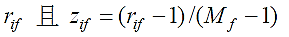 r_{if} 且 z_{if} = (r_{if} − 1)/(M_f − 1)